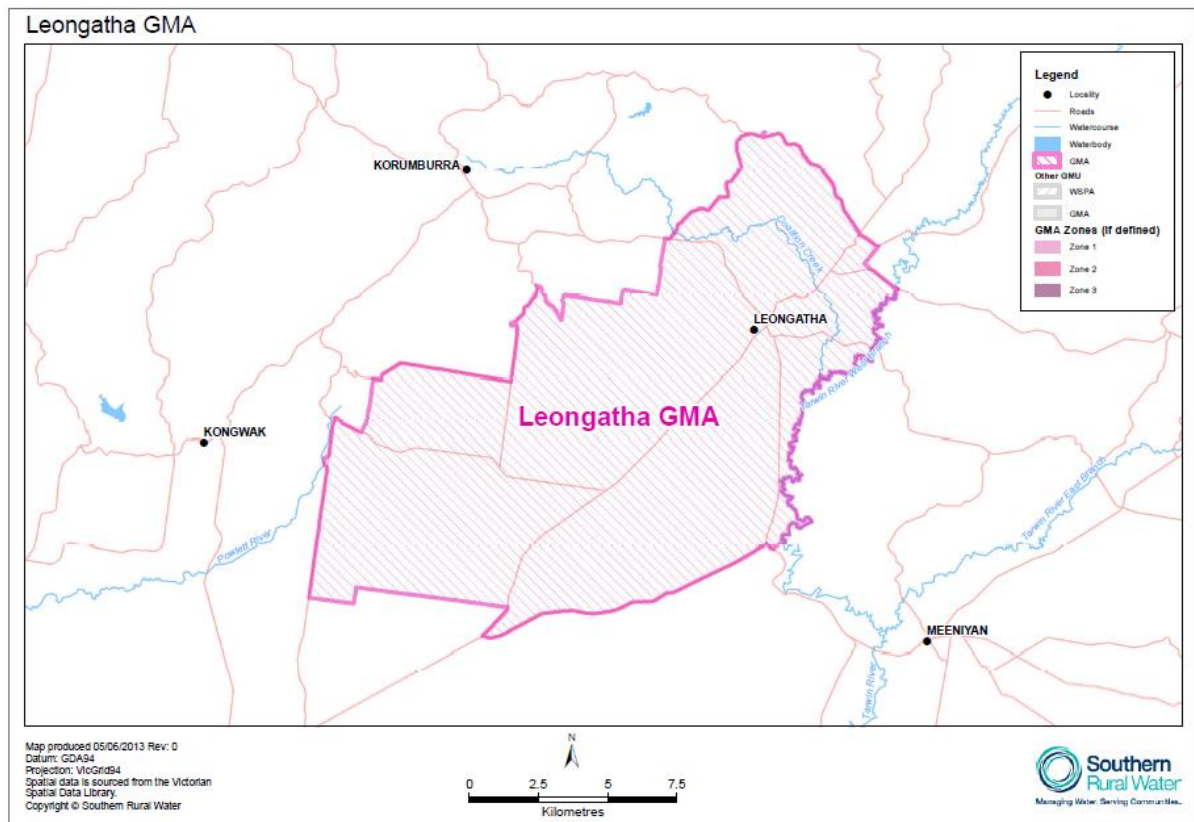 Leongatha GMA
Legend
Locality
Roads
Watercourse
Waterbody
GMA
Other GMU
WSPA
GMA
GMA Zones (if defined)
Zone 1
Zone 2
Zone 3
KORUMBURRA
Coalition Creek
LEONGATHA
Tarwin River West Branch
Leongatha GMA
KONGWAK
Powlett River
Tarwin River East Branch
MEENIYAN
Tarwin River
Map produced 05/06/2013 Rev: 0
Datum: GDA94
Projection: VicGrid94
Spatial data is sourced from the Victorian
Spatial Data Library.
Copyright © Southern Rural Water
N
0 2.5 5 7.5
Kilometres
Southern
Rural Water
Managing Water. Serving Communities.